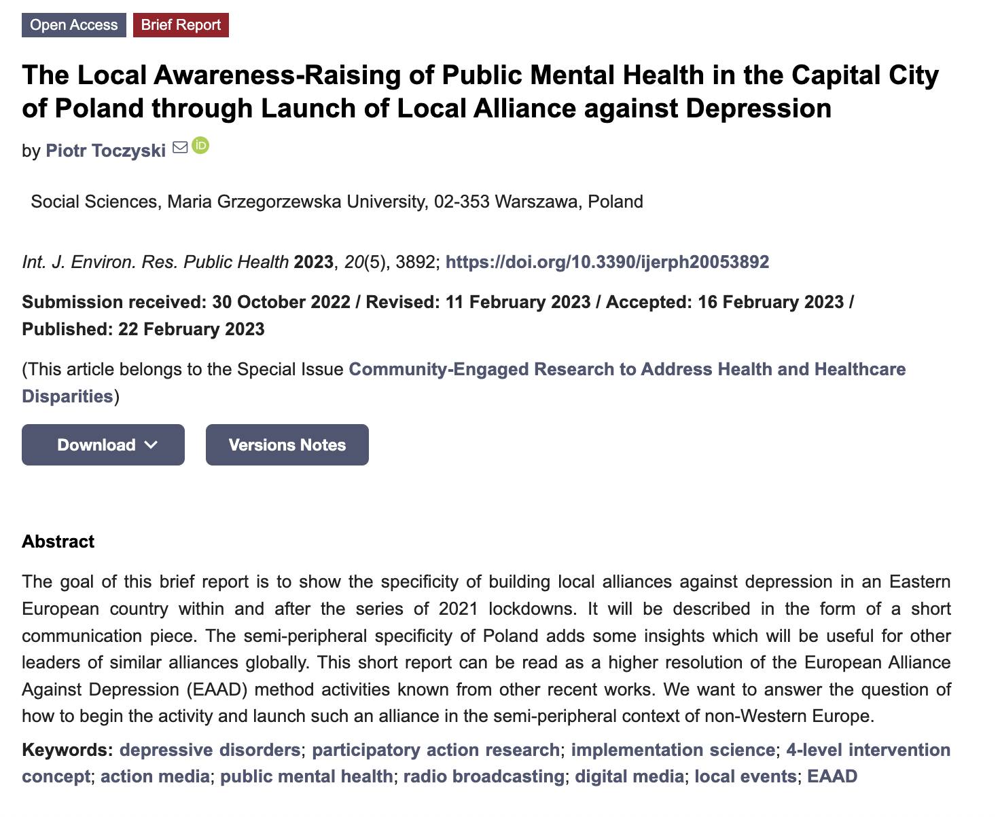 Open Access Brief Report
The Local Awareness-Raising of Public Mental Health in the Capital City
of Poland through Launch of Local Alliance against Depression
by Piotr Toczyski iD
Social Sciences, Maria Grzegorzewska University, 02-353 Warszawa, Poland
Int. J. Environ. Res. Public Health 2023, 20(5), 3892; https://doi.org/10.3390/ijerph20053892
Submission received: 30 October 2022 / Revised: 11 February 2023 / Accepted: 16 February 2023 /
Published: 22 February 2023
(This article belongs to the Special Issue Community-Engaged Research to Address Health and Healthcare
Disparities)
Download Versions Notes
Abstract
The goal of this brief report is to show the specificity of building local alliances against depression in an Eastern
European country within and after the series of 2021 lockdowns. It will be described in the form of a short
communication piece. The semi-peripheral specificity of Poland adds some insights which will be useful for other
leaders of similar alliances globally. This short report can be read as a higher resolution of the European Alliance
Against Depression (EAAD) method activities known from other recent works. We want to answer the question of
how to begin the activity and launch such an alliance in the semi-peripheral context of non-Western Europe.
Keywords: depressive disorders; participatory action research; implementation science; 4-level intervention
concept; action media; public mental health; radio broadcasting; digital media; local events; EAAD